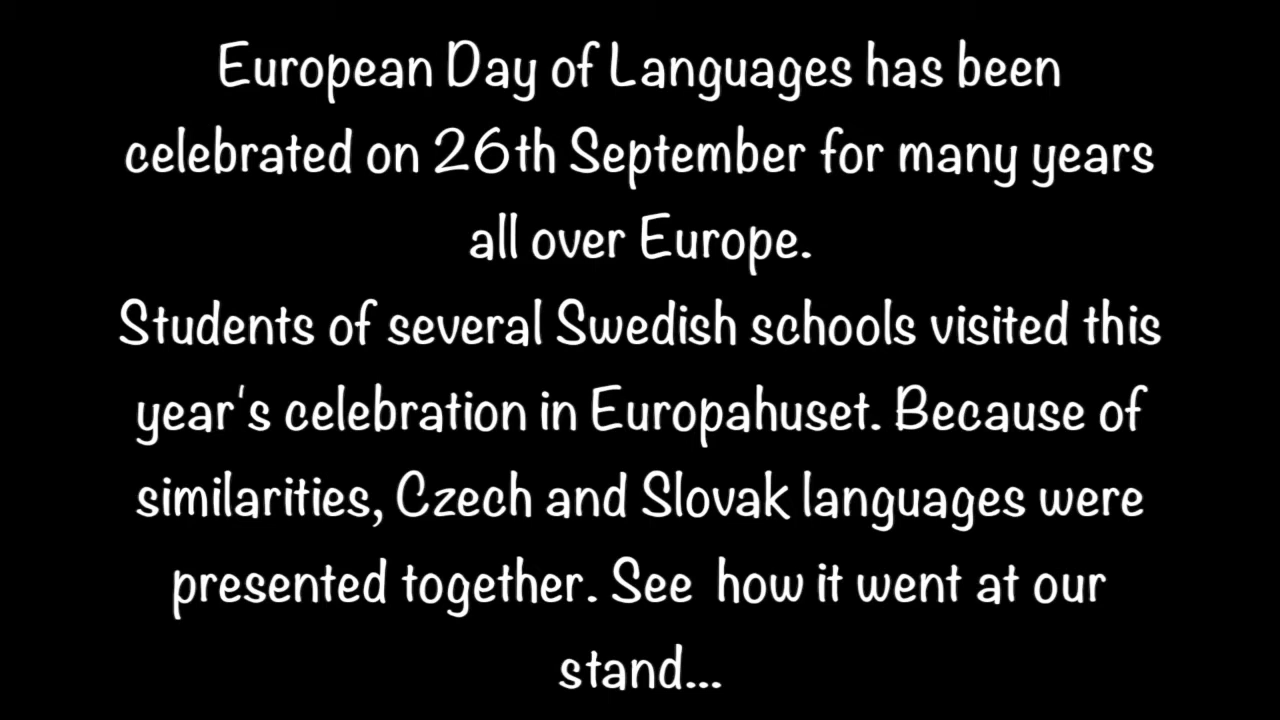 European Day of Languages has been
celebrated on 26th September for many years
all over Europe.
Students of several Swedish schools visited this
year's celebration in Europahuset. Because of
similarities, Czech and Slovak languages were
presented together. See  how it went at our
stand...